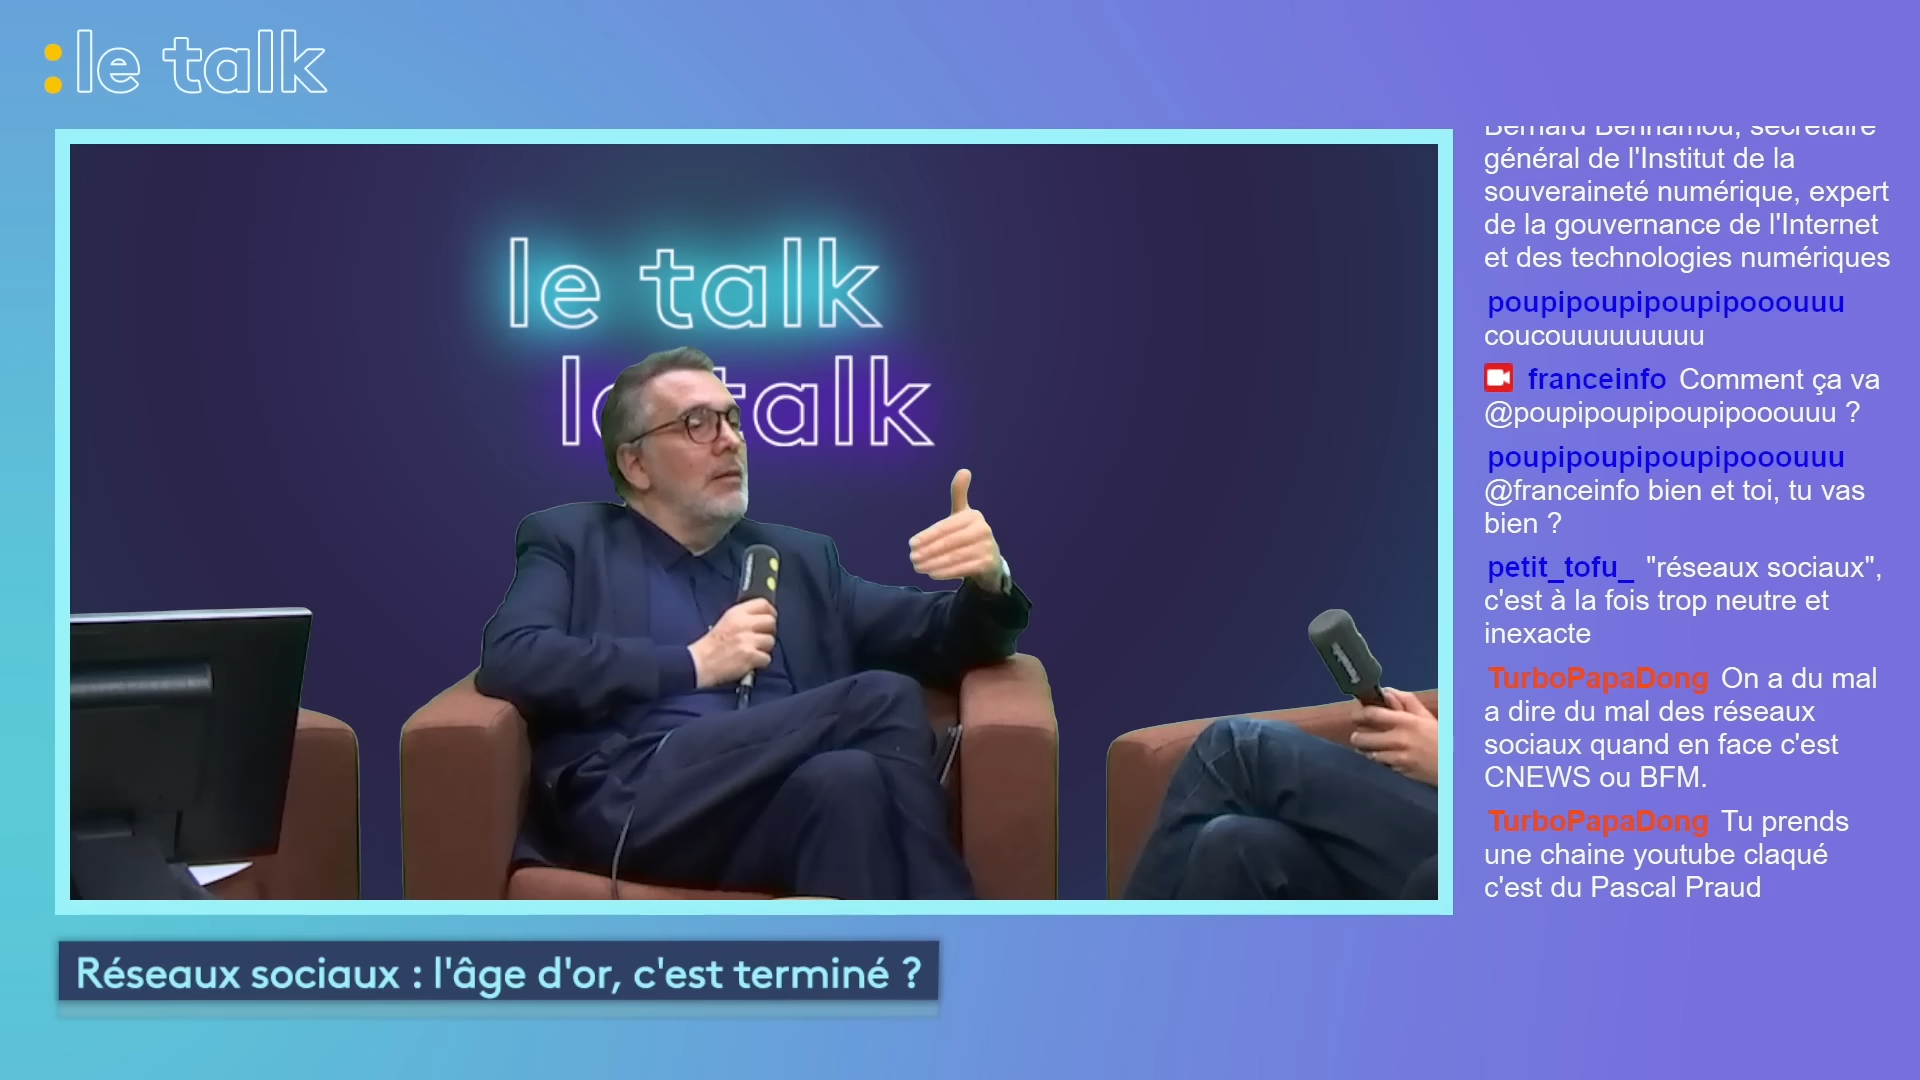 :le talk
le talk
le talk
Bernard Benhamou, secrétaire
général de l'Institut de la
souveraineté numérique, expert
de la gouvernance de l'Internet
et des technologies numériques
poupipoupipoupipooouuu
coucouuuuuuuuu
franceinfo Comment ça va
@poupipoupipoupipooouuu ?
poupipoupipoupipooouuu
@franceinfo bien et toi, tu vas
bien ?
petit_tofu_ "réseaux sociaux",
c'est à la fois trop neutre et
inexacte
TurboPapaDong On a du mal
a dire du mal des réseaux
sociaux quand en face c'est
CNEWS ou BFM.
TurboPapaDong Tu prends
une chaine youtube claqué
c'est du Pascal Praud
Réseaux sociaux : l'âge d'or, c'est terminé ?